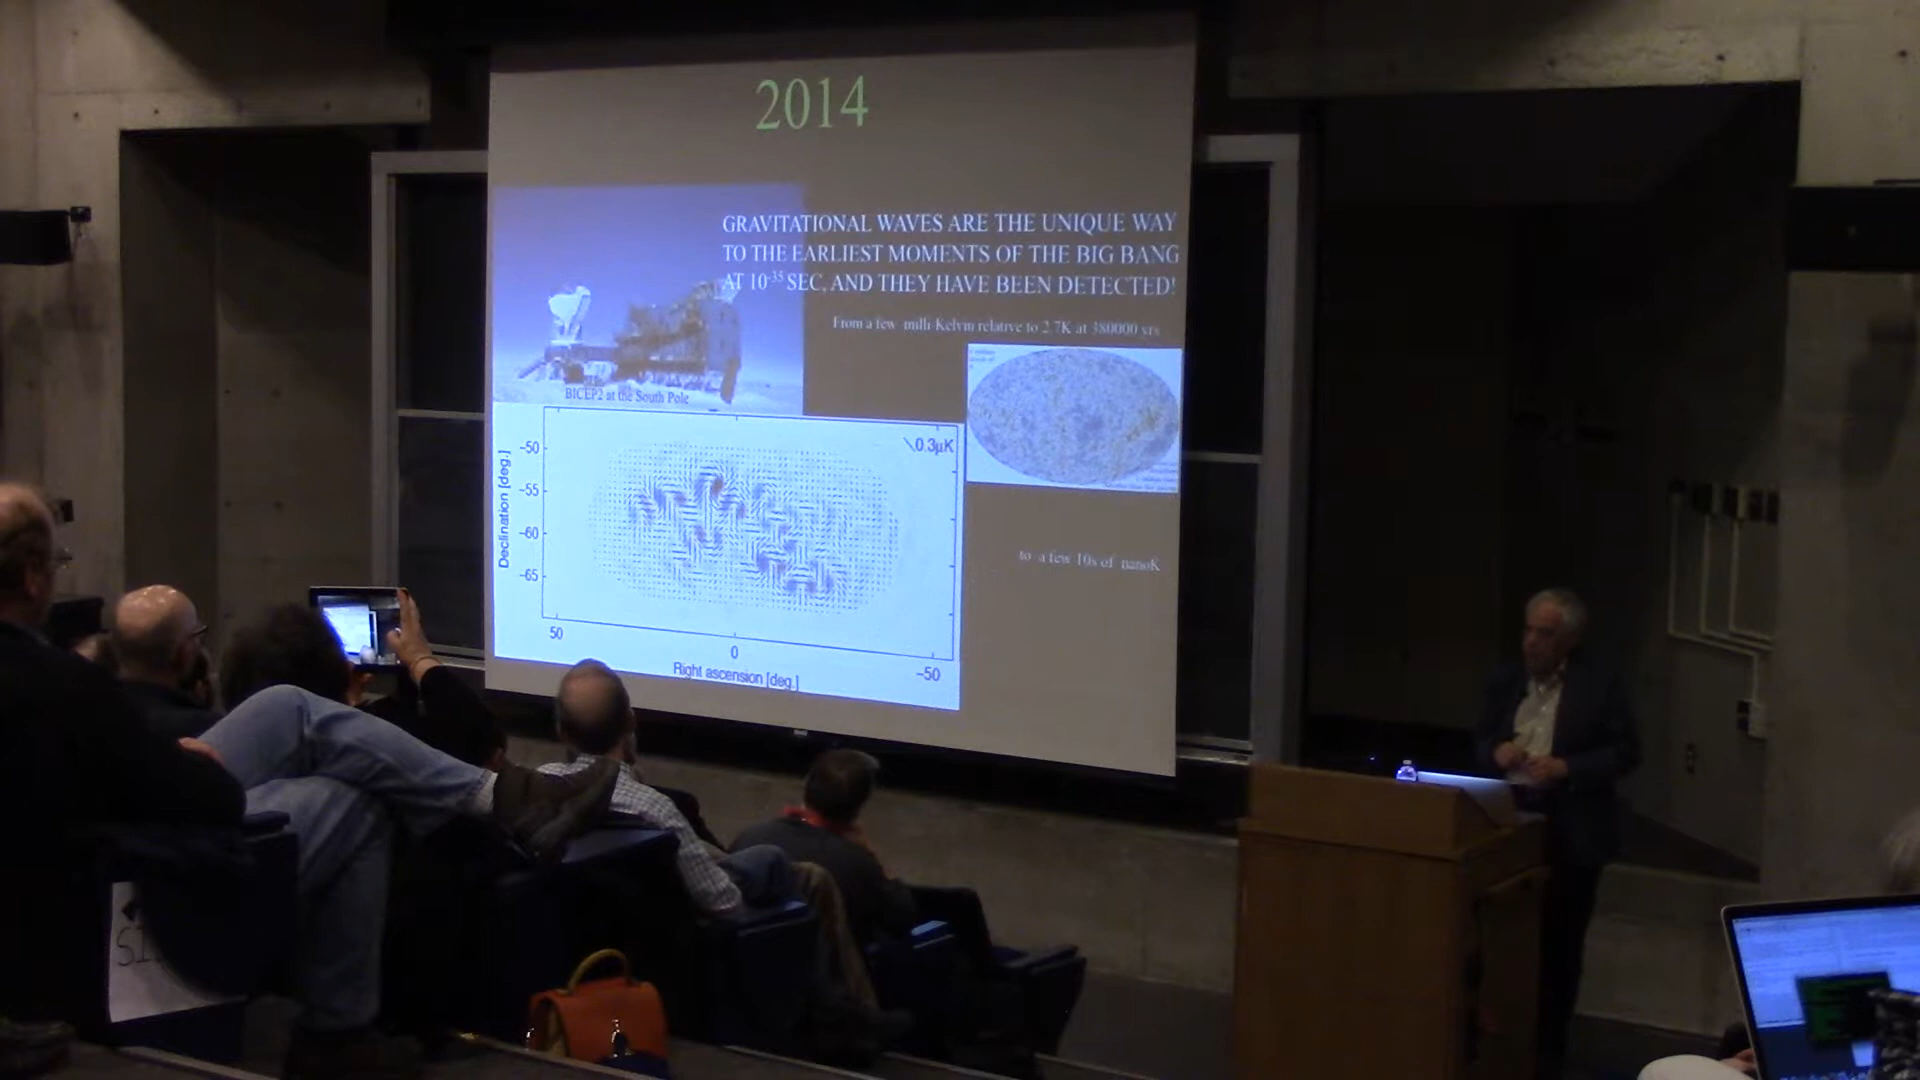 2014
GRAVITATIONAL WAVES ARE THE UNIQUE WAY
TO THE EARLIEST MOMENTS OF THE BIG BANG
AT 10-35 SEC, AND THEY HAVE BEEN DETECTED!
From a few milli-Kelvin relative to 2.7K at 380000 yrs
BICEP2 at the South Pole
0.3µK
-50
-55
-60
-65
Declination [deg.]
50
0
-50
Right ascension [deg.]
to a few 10s of nanoK